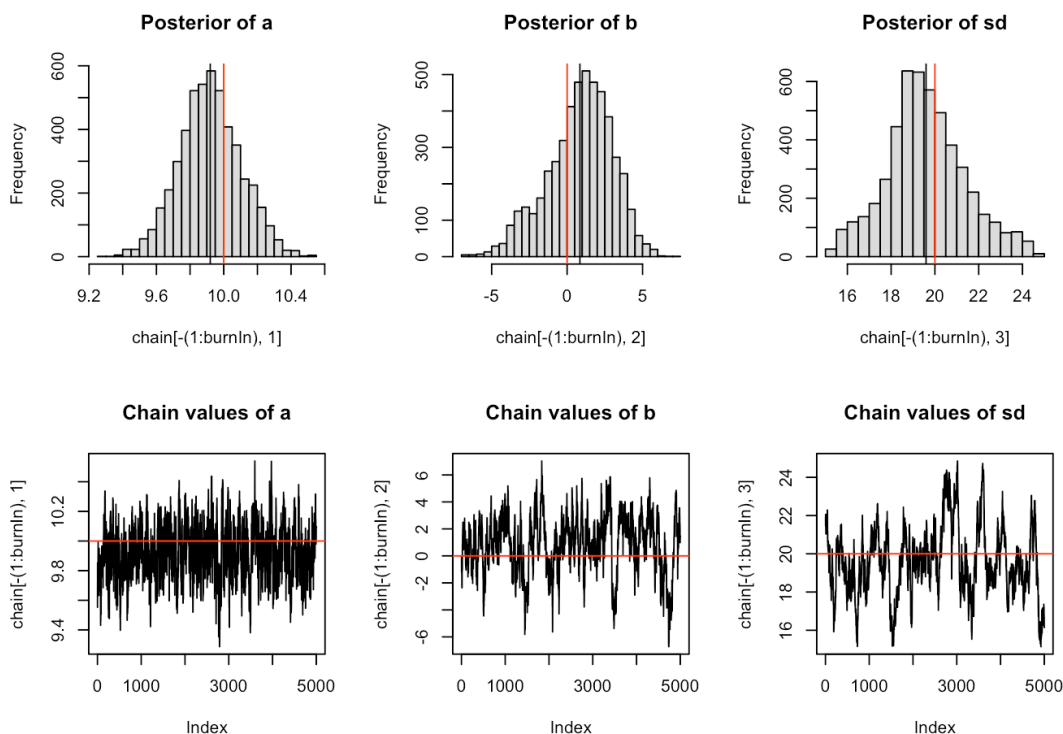 Posterior of a
Posterior of b
Posterior of sd
Frequency
0 200 400 600
9.2 9.6 10.0 10.4
chain[-(1:burnIn), 1]
Frequency
0 100 300 500
-5 0 5
chain[-(1:burnIn), 2]
Frequency
0 200 400 600
16 18 20 22 24
chain[-(1:burnIn), 3]
Chain values of a
Chain values of b
Chain values of sd
chain[-(1:burnIn), 1]
9.4 9.8 10.2
0 1000 3000 5000
Index
chain[-(1:burnIn), 2]
-6 -2 0 2 4 6
0 1000 3000 5000
Index
chain[-(1:burnIn), 3]
16 18 20 22 24
0 1000 3000 5000
Index